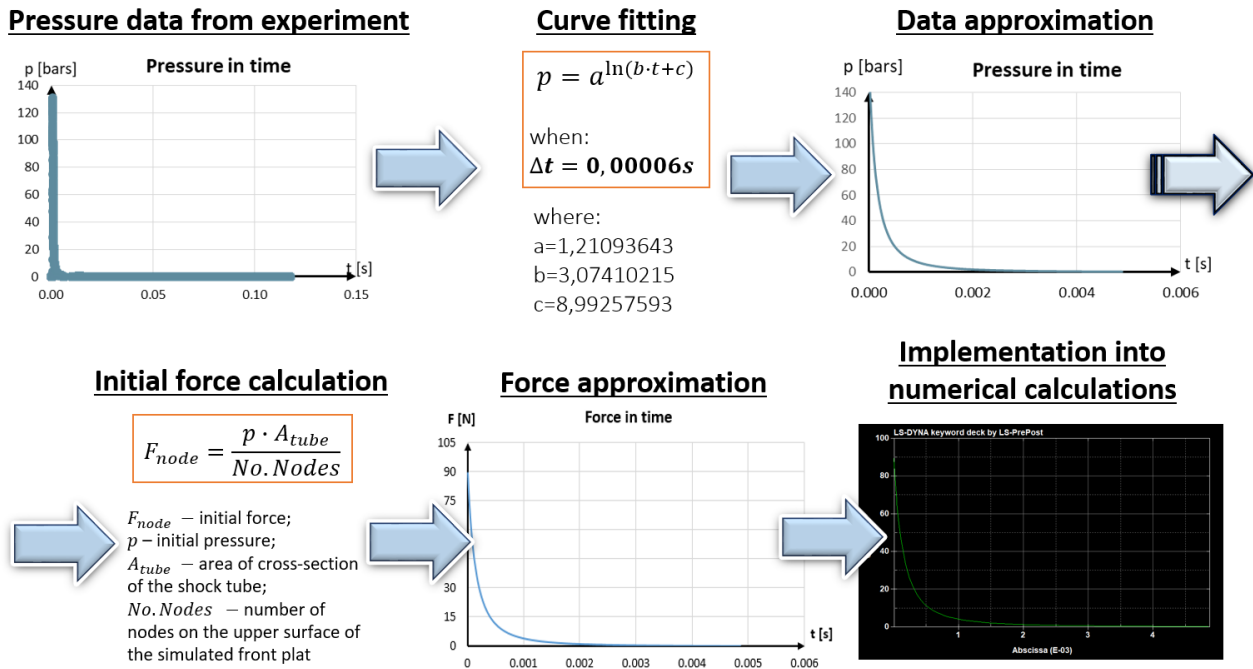 Pressure data from experiment
p [bars]
Pressure in time
140
120
100
80
60
40
20
0
t [s]
0.00
0.05
0.10
0.15
Curve fitting
p = a^ln(b·t+c)
when:
Δt = 0,00006s
where:
a=1,21093643
b=3,07410215
c=8,99257593
Data approximation
p [bars]
Pressure in time
140
120
100
80
60
40
20
0
t [s]
0.000
0.002
0.004
0.006
Initial force calculation
F_node = p · A_tube / No.Nodes
F_node – initial force;
p – initial pressure;
A_tube – area of cross-section
of the shock tube;
No.Nodes – number of
nodes on the upper surface of
the simulated front plat
Force approximation
F [N]
Force in time
105
90
75
60
45
30
15
0
t [s]
0
0.001
0.002
0.003
0.004
0.005
0.006
Implementation into
numerical calculations
LS-DYNA keyword deck by LS-PrePost
100
80
60
40
20
0
1
2
3
4
Abscissa (E-03)